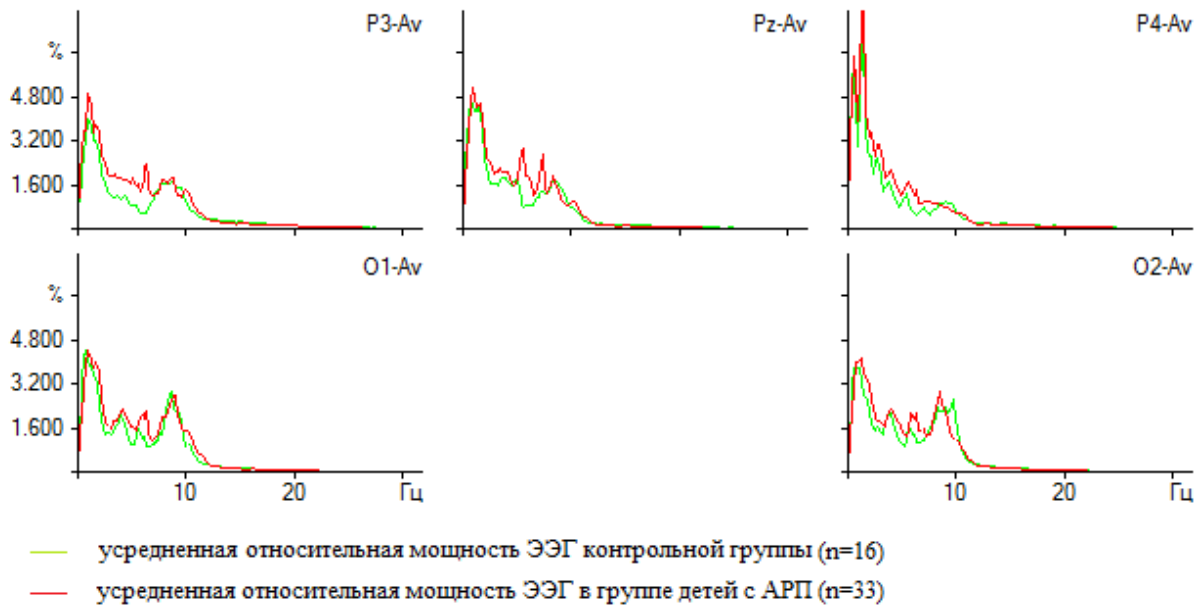 P3-Av
Pz-Av
P4-Av
%
4.800
3.200
1.600
O1-Av
O2-Av
%
4.800
3.200
1.600
10
20
Гц
10
20
Гц
усредненная относительная мощность ЭЭГ контрольной группы (n=16)
усредненная относительная мощность ЭЭГ в группе детей с АРП (n=33)